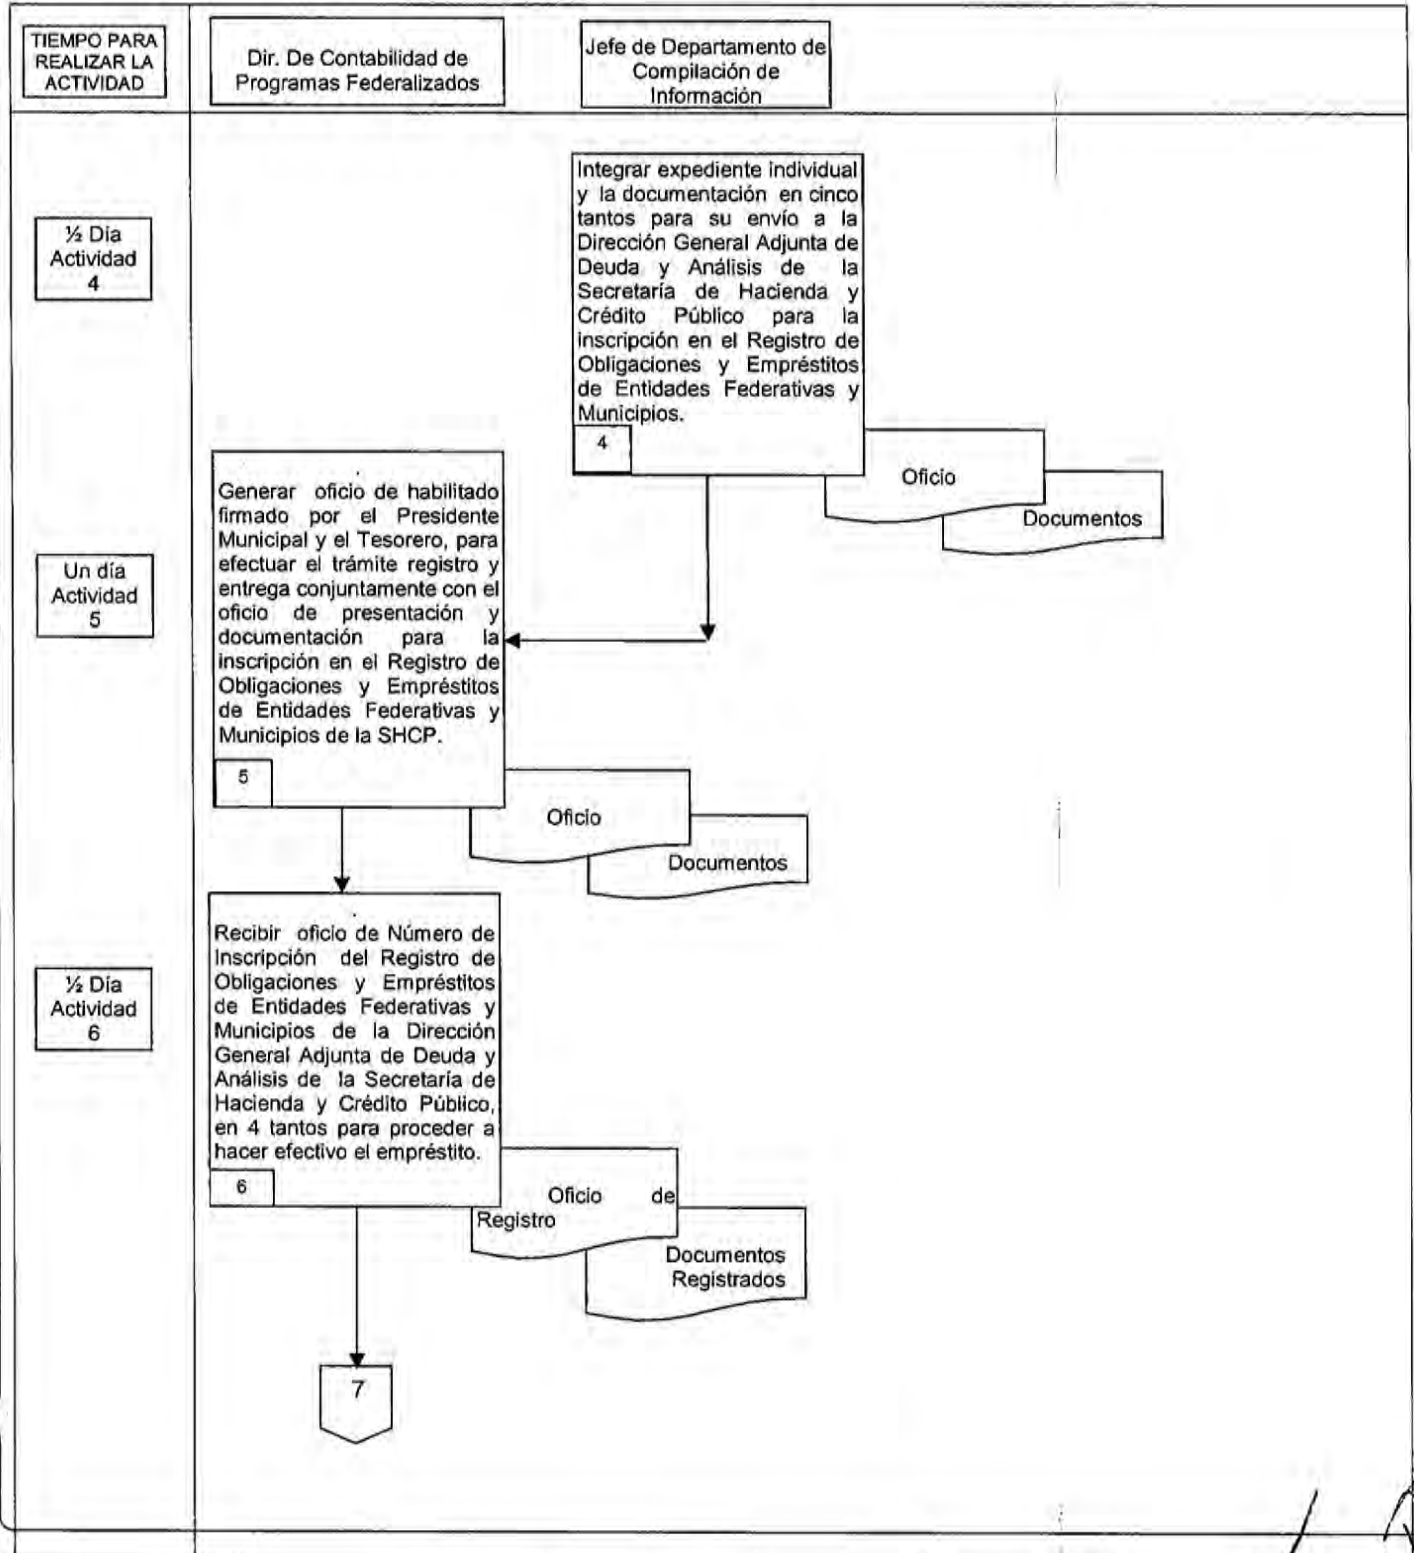 TIEMPO PARA
REALIZAR LA
ACTIVIDAD
Dir. De Contabilidad de
Programas Federalizados
Jefe de Departamento de
Compilación de
Información
½ Día
Actividad
4
Integrar expediente individual
y la documentación en cinco
tantos para su envío a la
Dirección General Adjunta de
Deuda y Análisis de la
Secretaría de Hacienda y
Crédito Público para la
inscripción en el Registro de
Obligaciones y Empréstitos
de Entidades Federativas y
Municipios.
4
Oficio
Documentos
Un día
Actividad
5
Generar oficio de habilitado
firmado por el Presidente
Municipal y el Tesorero, para
efectuar el trámite registro y
entrega conjuntamente con el
oficio de presentación y
documentación para la
inscripción en el Registro de
Obligaciones y Empréstitos
de Entidades Federativas y
Municipios de la SHCP.
5
Oficio
Documentos
½ Día
Actividad
6
Recibir oficio de Número de
Inscripción del Registro de
Obligaciones y Empréstitos
de Entidades Federativas y
Municipios de la Dirección
General Adjunta de Deuda y
Análisis de la Secretaría de
Hacienda y Crédito Público,
en 4 tantos para proceder a
hacer efectivo el empréstito.
6
Oficio de
Registro
Documentos
Registrados
7